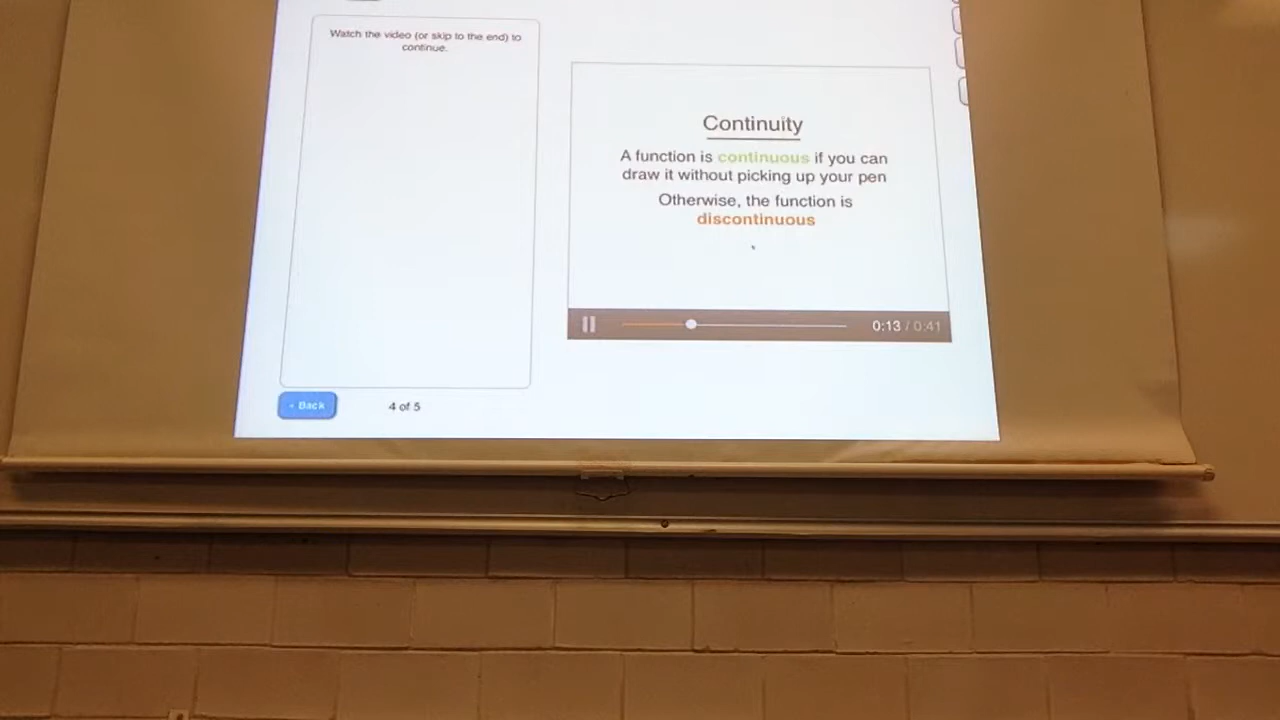 Watch the video (or skip to the end) to
continue.
Continuity
A function is continuous if you can
draw it without picking up your pen
Otherwise, the function is
discontinuous
0:13 / 0:41
Back
4 of 5